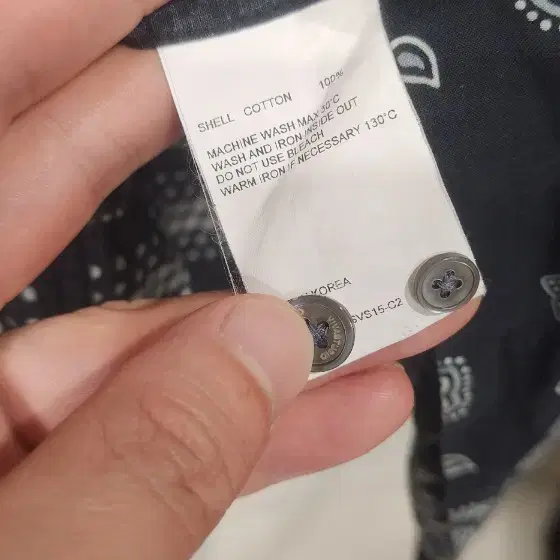 SHELL COTTON 100%
MACHINE WASH MAX 30°C
WASH AND IRON INSIDE OUT
DO NOT USE BLEACH
WARM IRON IF NECESSARY 130°C
KOREA
SVS15-C2